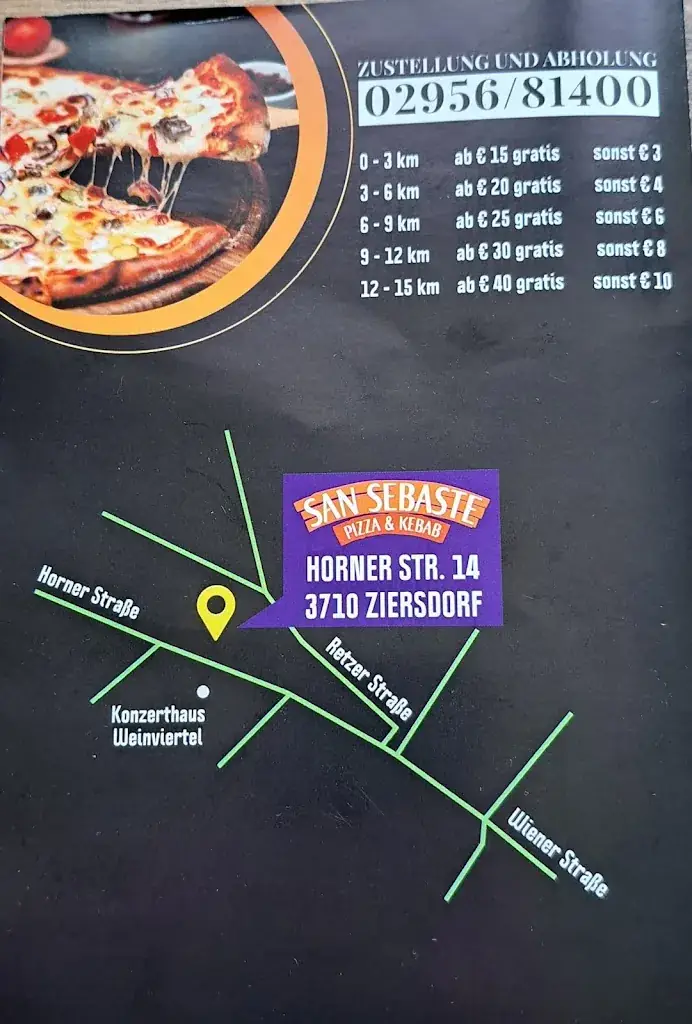 ZUSTELLUNG UND ABHOLUNG
02956/81400
0 - 3 km ab € 15 gratis sonst € 3
3 - 6 km ab € 20 gratis sonst € 4
6 - 9 km ab € 25 gratis sonst € 6
9 - 12 km ab € 30 gratis sonst € 8
12 - 15 km ab € 40 gratis sonst € 10
SAN SEBASTE
PIZZA & KEBAB
HORNER STR. 14
3710 ZIERSDORF
Horner Straße
Retzer Straße
Konzerthaus
Weinviertel
Wiener Straße